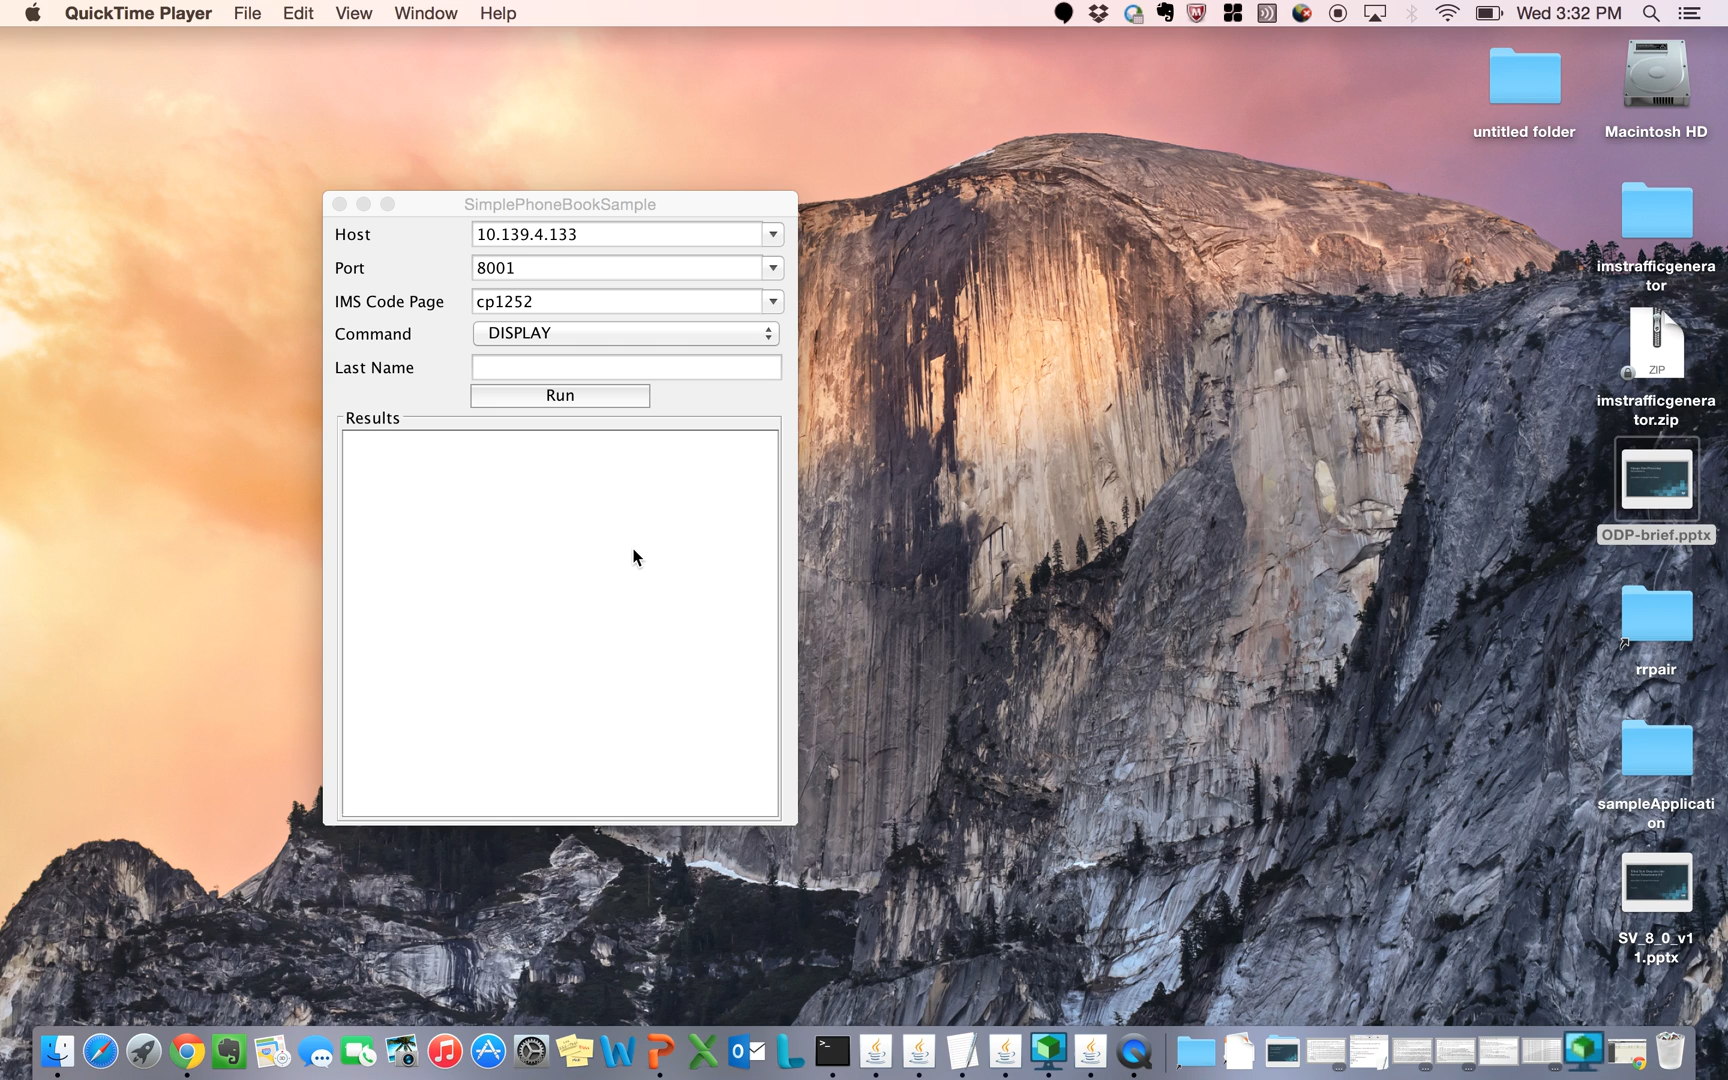 QuickTime Player File Edit View Window Help Wed 3:32 PM
untitled folder
Macintosh HD
imstrafficgenera
tor
ZIP
imstrafficgenera
tor.zip
ODP-brief.pptx
rrpair
sampleApplicati
on
SV_8_0_v1
1.pptx
SimplePhoneBookSample
Host 10.139.4.133
Port 8001
IMS Code Page cp1252
Command DISPLAY
Last Name
Run
Results